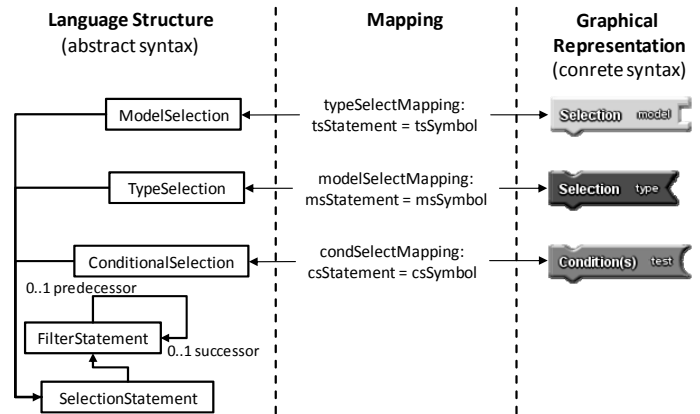 Language Structure
(abstract syntax)
Mapping
Graphical
Representation
(conrete syntax)
ModelSelection
typeSelectMapping:
tsStatement = tsSymbol
Selection model
TypeSelection
modelSelectMapping:
msStatement = msSymbol
Selection type
ConditionalSelection
condSelectMapping:
csStatement = csSymbol
Condition(s) test
0..1 predecessor
FilterStatement
0..1 successor
SelectionStatement